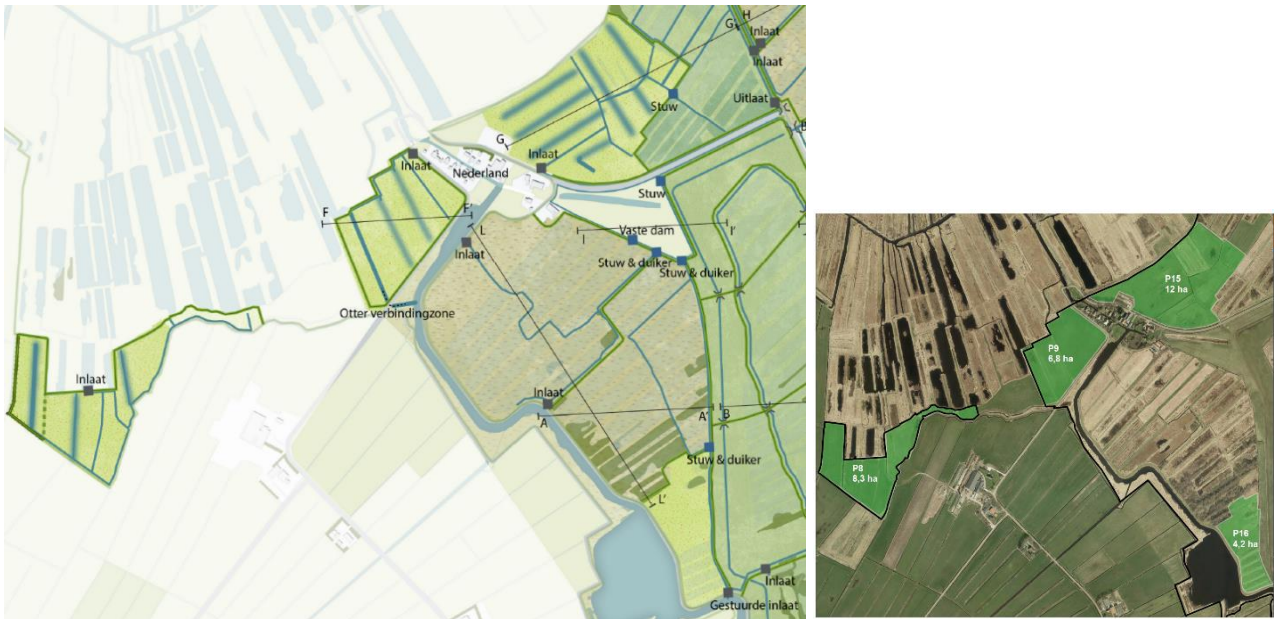 H
G'
Inlaat
Inlaat
Uitlaat
C
B
Stuw
G
Inlaat
Inlaat
Nederland
Stuw
F
F'
L
Inlaat
Vaste dam
I
I'
Stuw & duiker
Stuw & duiker
Otter verbindingzone
Inlaat
Inlaat
A
A'
B
Stuw & duiker
L'
Inlaat
Gestuurde inlaat
P15
12 ha
P9
6,8 ha
P8
8,3 ha
P16
4,2 ha